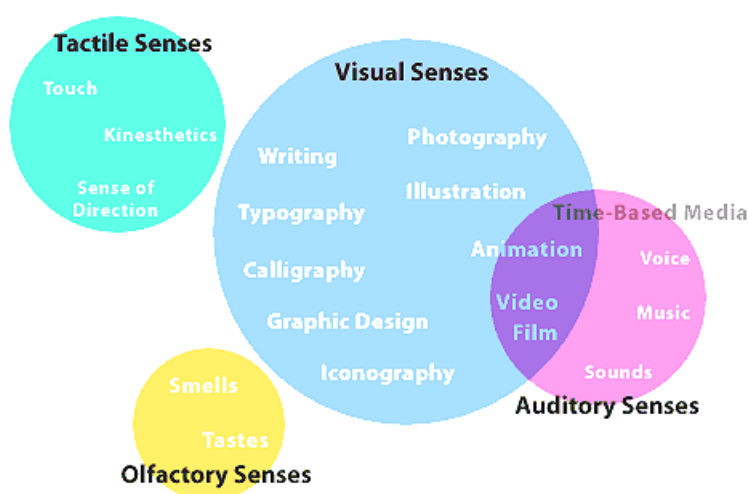 Tactile Senses
Touch
Kinesthetics
Sense of
Direction
Visual Senses
Photography
Writing
Illustration
Typography
Calligraphy
Graphic Design
Iconography
Time-Based Media
Animation
Video
Film
Voice
Music
Sounds
Auditory Senses
Smells
Tastes
Olfactory Senses